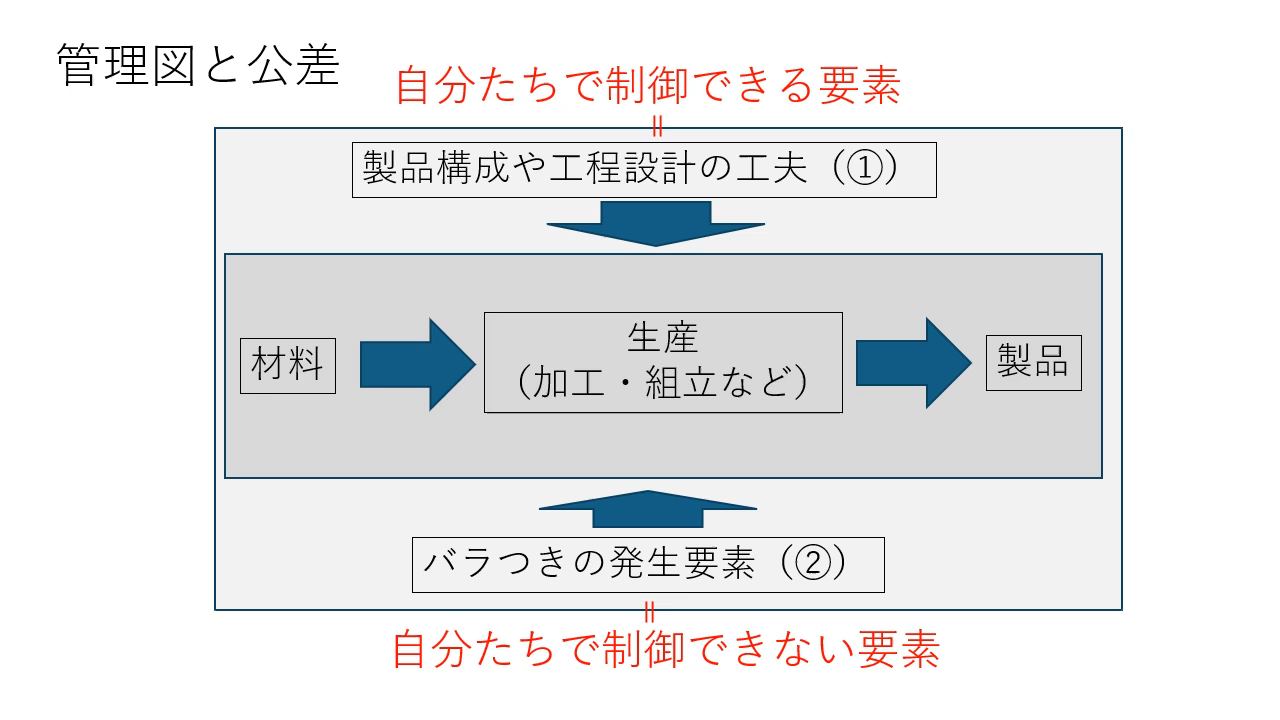 管理図と公差
自分たちで制御できる要素
=
製品構成や工程設計の工夫（①）
材料
生産
（加工・組立など）
製品
バラつきの発生要素（②）
=
自分たちで制御できない要素